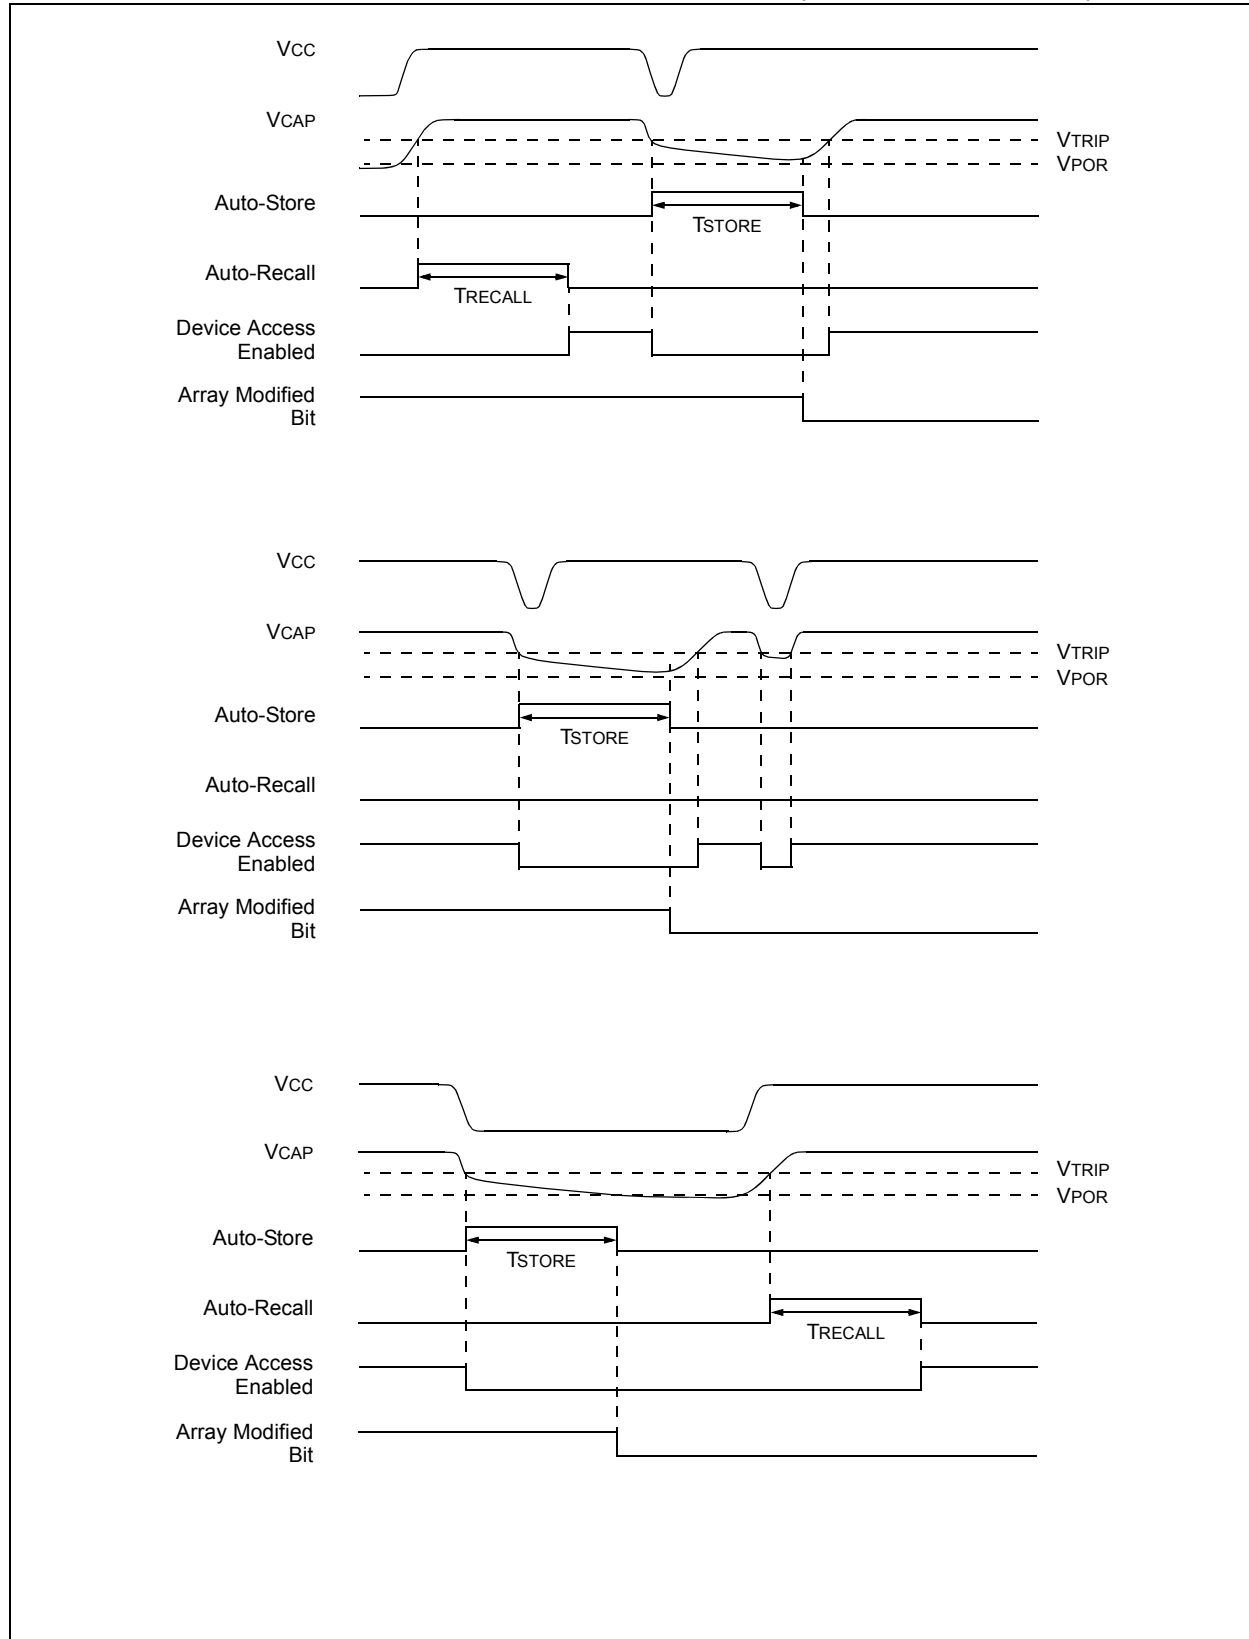 VCC
VCAP
VTRIP
VPOR
Auto-Store
TSTORE
Auto-Recall
TRECALL
Device Access
Enabled
Array Modified
Bit
VCC
VCAP
VTRIP
VPOR
Auto-Store
TSTORE
Auto-Recall
Device Access
Enabled
Array Modified
Bit
VCC
VCAP
VTRIP
VPOR
Auto-Store
TSTORE
Auto-Recall
TRECALL
Device Access
Enabled
Array Modified
Bit